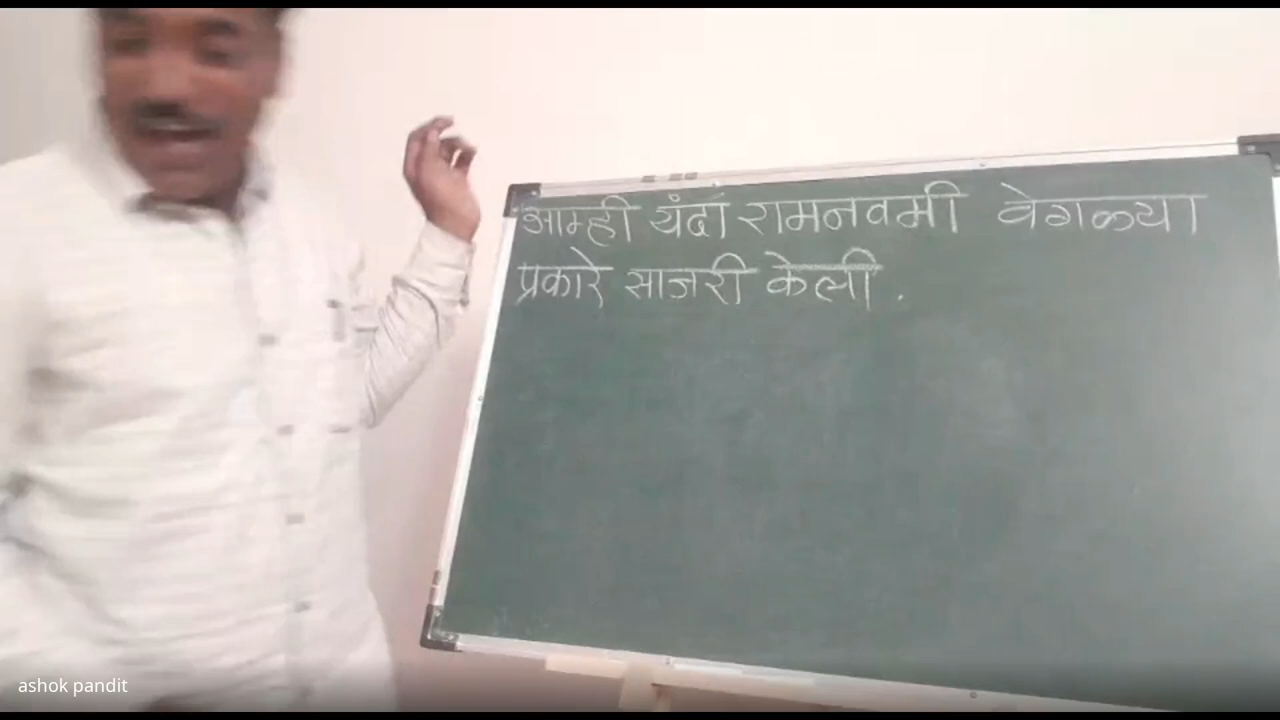 आम्ही यंदा रामनवमी वेगळ्या
प्रकारे साजरी केली .
ashok pandit